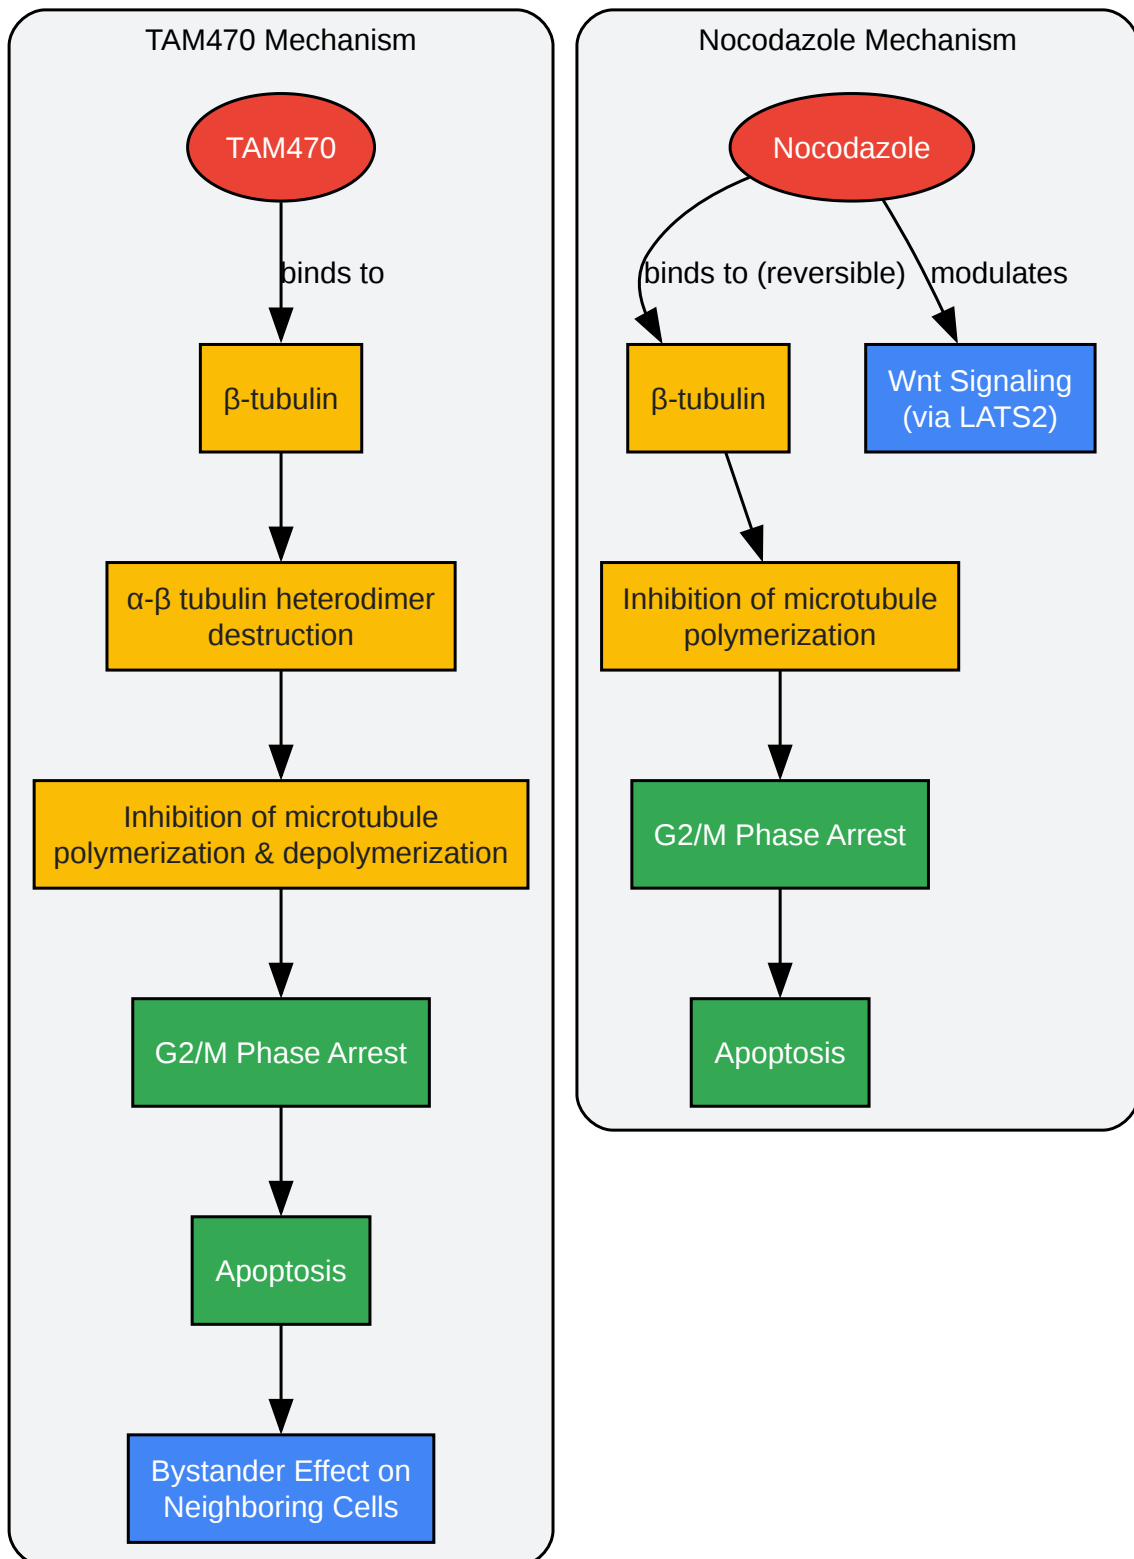 TAM470 Mechanism
TAM470
binds to
β-tubulin
α-β tubulin heterodimer
destruction
Inhibition of microtubule
polymerization & depolymerization
G2/M Phase Arrest
Apoptosis
Bystander Effect on
Neighboring Cells
Nocodazole Mechanism
Nocodazole
binds to (reversible)
modulates
β-tubulin
Wnt Signaling
(via LATS2)
Inhibition of microtubule
polymerization
G2/M Phase Arrest
Apoptosis